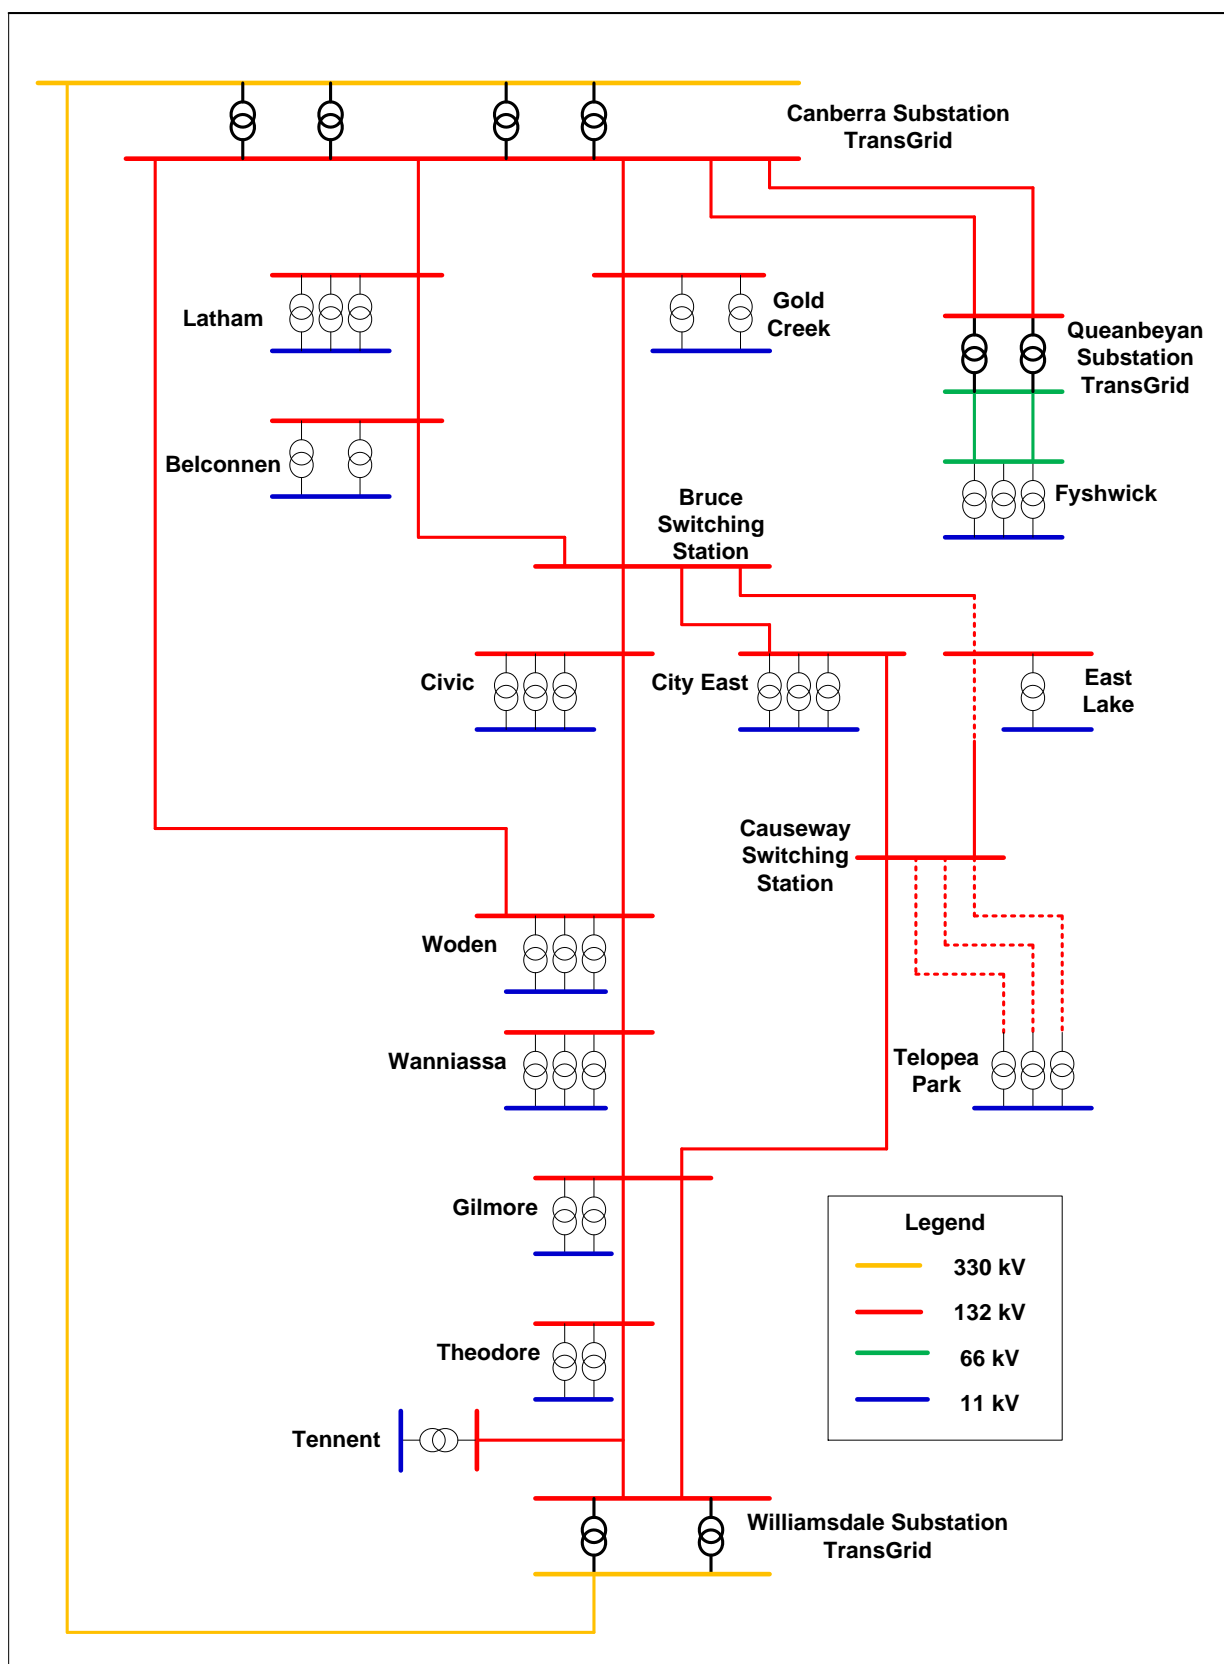 Canberra Substation
TransGrid
Latham
Gold
Creek
Queanbeyan
Substation
TransGrid
Belconnen
Fyshwick
Bruce
Switching
Station
Civic
City East
East
Lake
Causeway
Switching
Station
Woden
Wanniassa
Telopea
Park
Gilmore
Legend
330 kV
132 kV
66 kV
11 kV
Theodore
Tennent
Williamsdale Substation
TransGrid